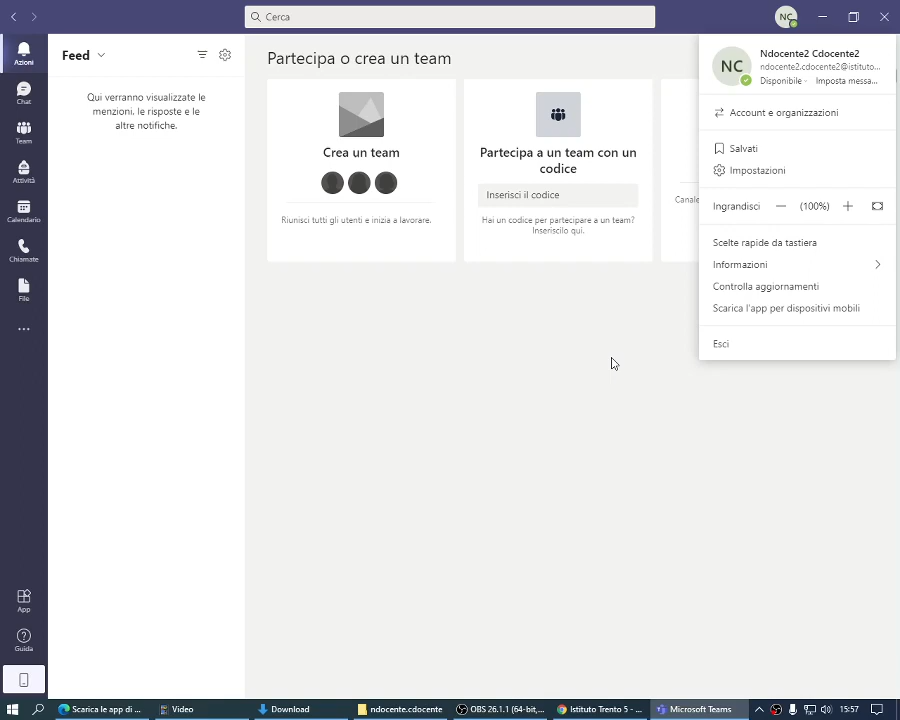 Cerca
NC
Azioni
Chat
Team
Attività
Calendario
Chiamate
File
App
Guida
Feed
Qui verranno visualizzate le
menzioni, le risposte e le
altre notifiche.
Partecipa o crea un team
Crea un team
Riunisci tutti gli utenti e inizia a lavorare.
Partecipa a un team con un
codice
Inserisci il codice
Hai un codice per partecipare a un team?
Inseriscilo qui.
Canale
NC
Ndocente2 Cdocente2
ndocente2.cdocente2@istituto...
Disponibile
Imposta messa...
Account e organizzazioni
Salvati
Impostazioni
Ingrandisci — (100%) +
Scelte rapide da tastiera
Informazioni
Controlla aggiornamenti
Scarica l'app per dispositivi mobili
Esci
Scarica le app di ...
Video
Download
ndocente.cdocente
OBS 26.1.1 (64-bit,...
Istituto Trento 5 - ...
Microsoft Teams
15:57